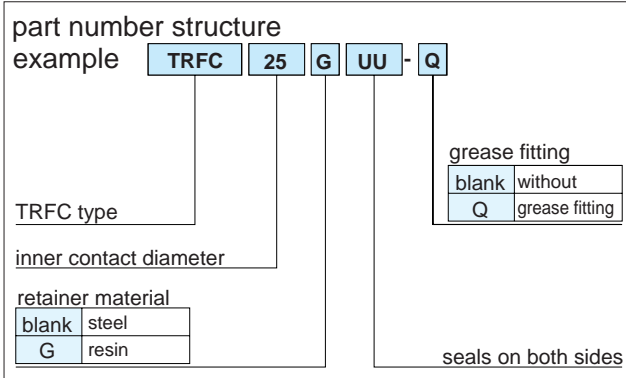 part number structure
example TRFC 25 G UU - Q
grease fitting
blank without
Q grease fitting
TRFC type
inner contact diameter
retainer material
blank steel
G resin
seals on both sides